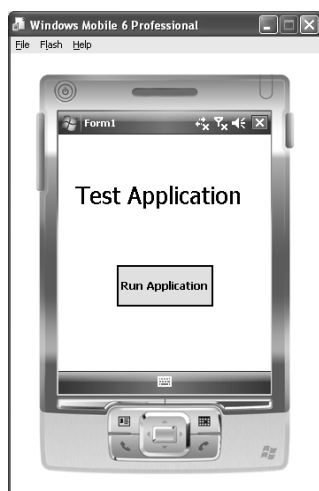 Windows Mobile 6 Professional
File Flash Help
Form1
Test Application
Run Application